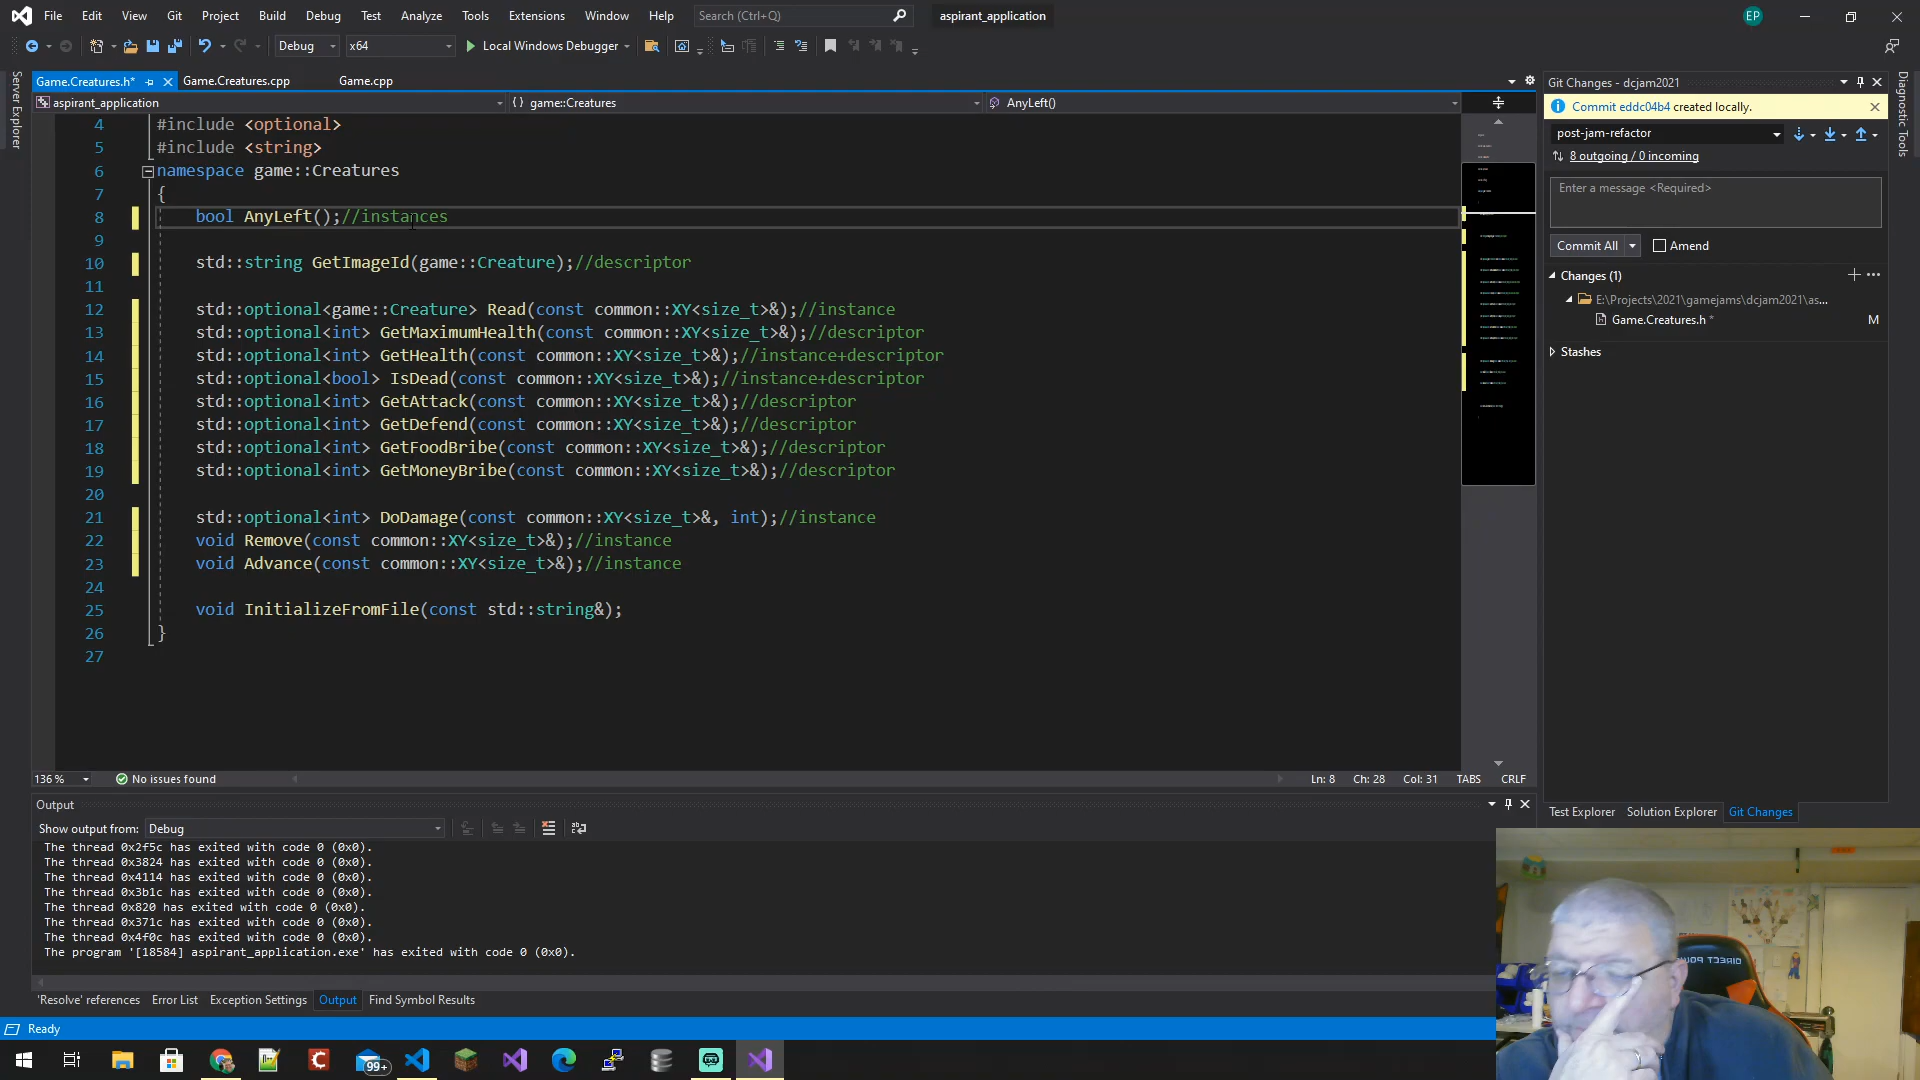 File Edit View Git Project Build Debug Test Analyze Tools Extensions Window Help Search (Ctrl+Q) aspirant_application EP
Debug x64 Local Windows Debugger
Game.Creatures.h* Game.Creatures.cpp Game.cpp
aspirant_application {} game::Creatures AnyLeft()
4 #include <optional>
5 #include <string>
6 namespace game::Creatures
7 {
8 bool AnyLeft();//instances
9
10 std::string GetImageId(game::Creature);//descriptor
11
12 std::optional<game::Creature> Read(const common::XY<size_t>&);//instance
13 std::optional<int> GetMaximumHealth(const common::XY<size_t>&);//descriptor
14 std::optional<int> GetHealth(const common::XY<size_t>&);//instance+descriptor
15 std::optional<bool> IsDead(const common::XY<size_t>&);//instance+descriptor
16 std::optional<int> GetAttack(const common::XY<size_t>&);//descriptor
17 std::optional<int> GetDefend(const common::XY<size_t>&);//descriptor
18 std::optional<int> GetFoodBribe(const common::XY<size_t>&);//descriptor
19 std::optional<int> GetMoneyBribe(const common::XY<size_t>&);//descriptor
20
21 std::optional<int> DoDamage(const common::XY<size_t>&, int);//instance
22 void Remove(const common::XY<size_t>&);//instance
23 void Advance(const common::XY<size_t>&);//instance
24
25 void InitializeFromFile(const std::string&);
26 }
27
136 % No issues found Ln: 8 Ch: 28 Col: 31 TABS CRLF
Server Explorer
Output
Show output from: Debug
The thread 0x2f5c has exited with code 0 (0x0).
The thread 0x3824 has exited with code 0 (0x0).
The thread 0x4114 has exited with code 0 (0x0).
The thread 0x3b1c has exited with code 0 (0x0).
The thread 0x820 has exited with code 0 (0x0).
The thread 0x371c has exited with code 0 (0x0).
The thread 0x4f0c has exited with code 0 (0x0).
The program '[18584] aspirant_application.exe' has exited with code 0 (0x0).
'Resolve' references Error List Exception Settings Output Find Symbol Results
Ready
Git Changes - dcjam2021
Commit eddc04b4 created locally.
post-jam-refactor
8 outgoing / 0 incoming
Enter a message <Required>
Commit All Amend
Changes (1)
E:\Projects\2021\gamejams\dcjam2021\as...
Game.Creatures.h * M
Stashes
Test Explorer Solution Explorer Git Changes
Diagnostic Tools
DIRECT
99+